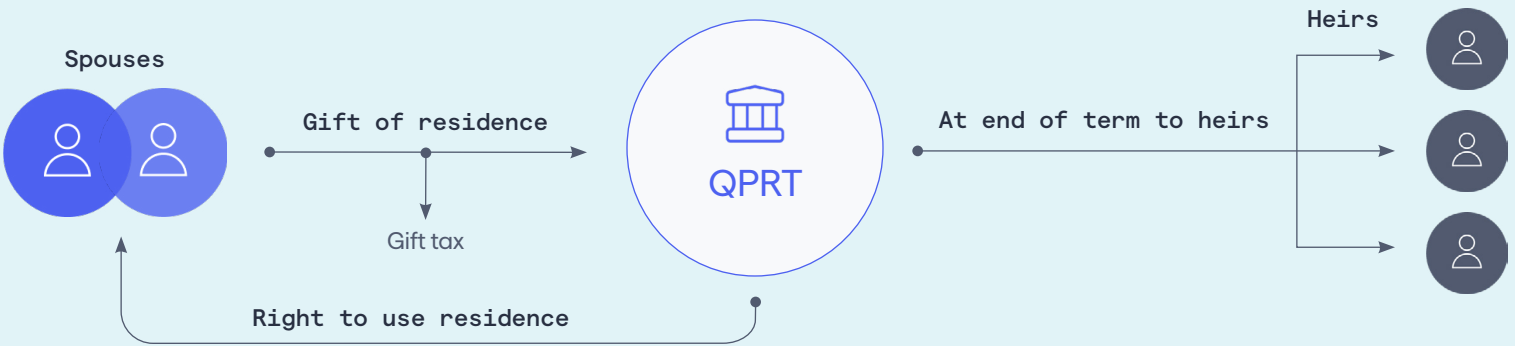 Spouses
Gift of residence
Gift tax
Right to use residence
QPRT
At end of term to heirs
Heirs